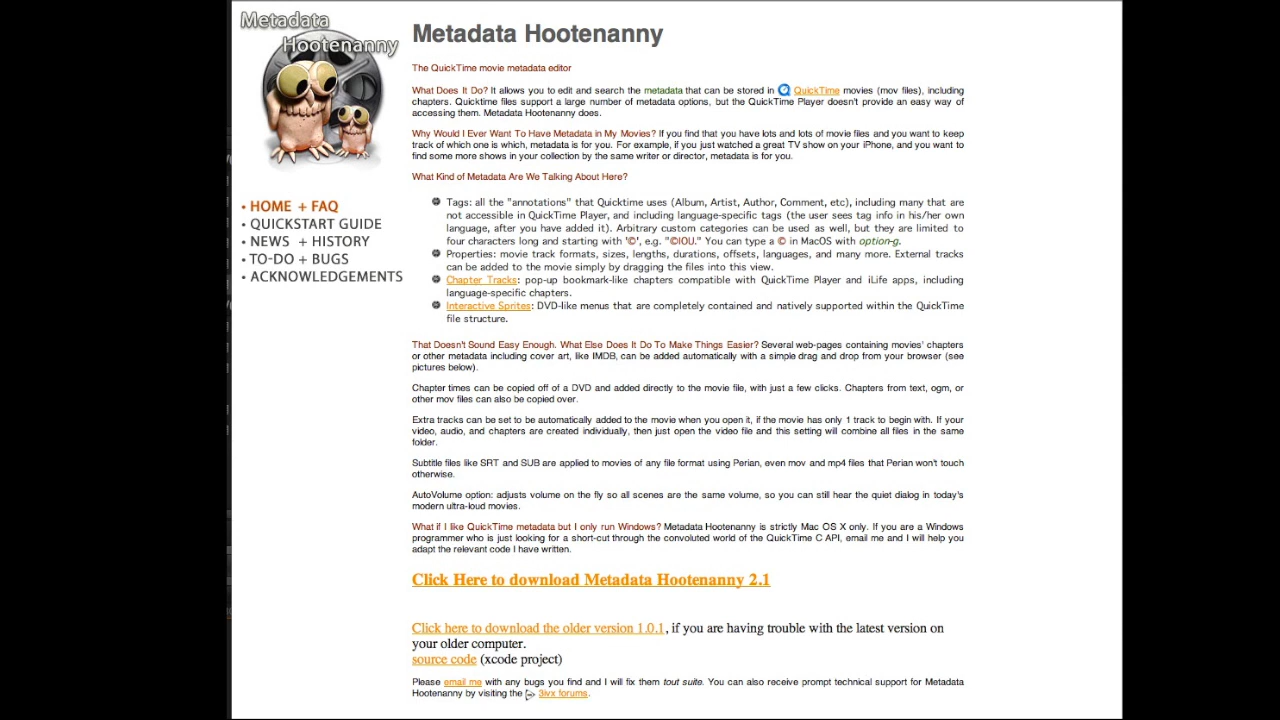 Metadata
Hootenanny
• HOME + FAQ
• QUICKSTART GUIDE
• NEWS + HISTORY
• TO-DO + BUGS
• ACKNOWLEDGEMENTS
Metadata Hootenanny
The QuickTime movie metadata editor
What Does It Do? It allows you to edit and search the metadata that can be stored in QuickTime movies (mov files), including
chapters. Quicktime files support a large number of metadata options, but the QuickTime Player doesn't provide an easy way of
accessing them. Metadata Hootenanny does.
Why Would I Ever Want To Have Metadata in My Movies? If you find that you have lots and lots of movie files and you want to keep
track of which one is which, metadata is for you. For example, if you just watched a great TV show on your iPhone, and you want to
find some more shows in your collection by the same writer or director, metadata is for you.
What Kind of Metadata Are We Talking About Here?
Tags: all the "annotations" that Quicktime uses (Album, Artist, Author, Comment, etc), including many that are
not accessible in QuickTime Player, and including language-specific tags (the user sees tag info in his/her own
language, after you have added it). Arbitrary custom categories can be used as well, but they are limited to
four characters long and starting with '©', e.g. "©IOU." You can type a © in MacOS with option-g.
Properties: movie track formats, sizes, lengths, durations, offsets, languages, and many more. External tracks
can be added to the movie simply by dragging the files into this view.
Chapter Tracks: pop-up bookmark-like chapters compatible with QuickTime Player and iLife apps, including
language-specific chapters.
Interactive Sprites: DVD-like menus that are completely contained and natively supported within the QuickTime
file structure.
That Doesn't Sound Easy Enough. What Else Does It Do To Make Things Easier? Several web-pages containing movies' chapters
or other metadata including cover art, like IMDB, can be added automatically with a simple drag and drop from your browser (see
pictures below).
Chapter times can be copied off of a DVD and added directly to the movie file, with just a few clicks. Chapters from text, ogm, or
other mov files can also be copied over.
Extra tracks can be set to be automatically added to the movie when you open it, if the movie has only 1 track to begin with. If your
video, audio, and chapters are created individually, then just open the video file and this setting will combine all files in the same
folder.
Subtitle files like SRT and SUB are applied to movies of any file format using Perian, even mov and mp4 files that Perian won't touch
otherwise.
AutoVolume option: adjusts volume on the fly so all scenes are the same volume, so you can still hear the quiet dialog in today's
modern ultra-loud movies.
What if I like QuickTime metadata but I only run Windows? Metadata Hootenanny is strictly Mac OS X only. If you are a Windows
programmer who is just looking for a short-cut through the convoluted world of the QuickTime C API, email me and I will help you
adapt the relevant code I have written.
Click Here to download Metadata Hootenanny 2.1
Click here to download the older version 1.0.1, if you are having trouble with the latest version on
your older computer.
source code (xcode project)
Please email me with any bugs you find and I will fix them tout suite. You can also receive prompt technical support for Metadata
Hootenanny by visiting the 3ivx forums.